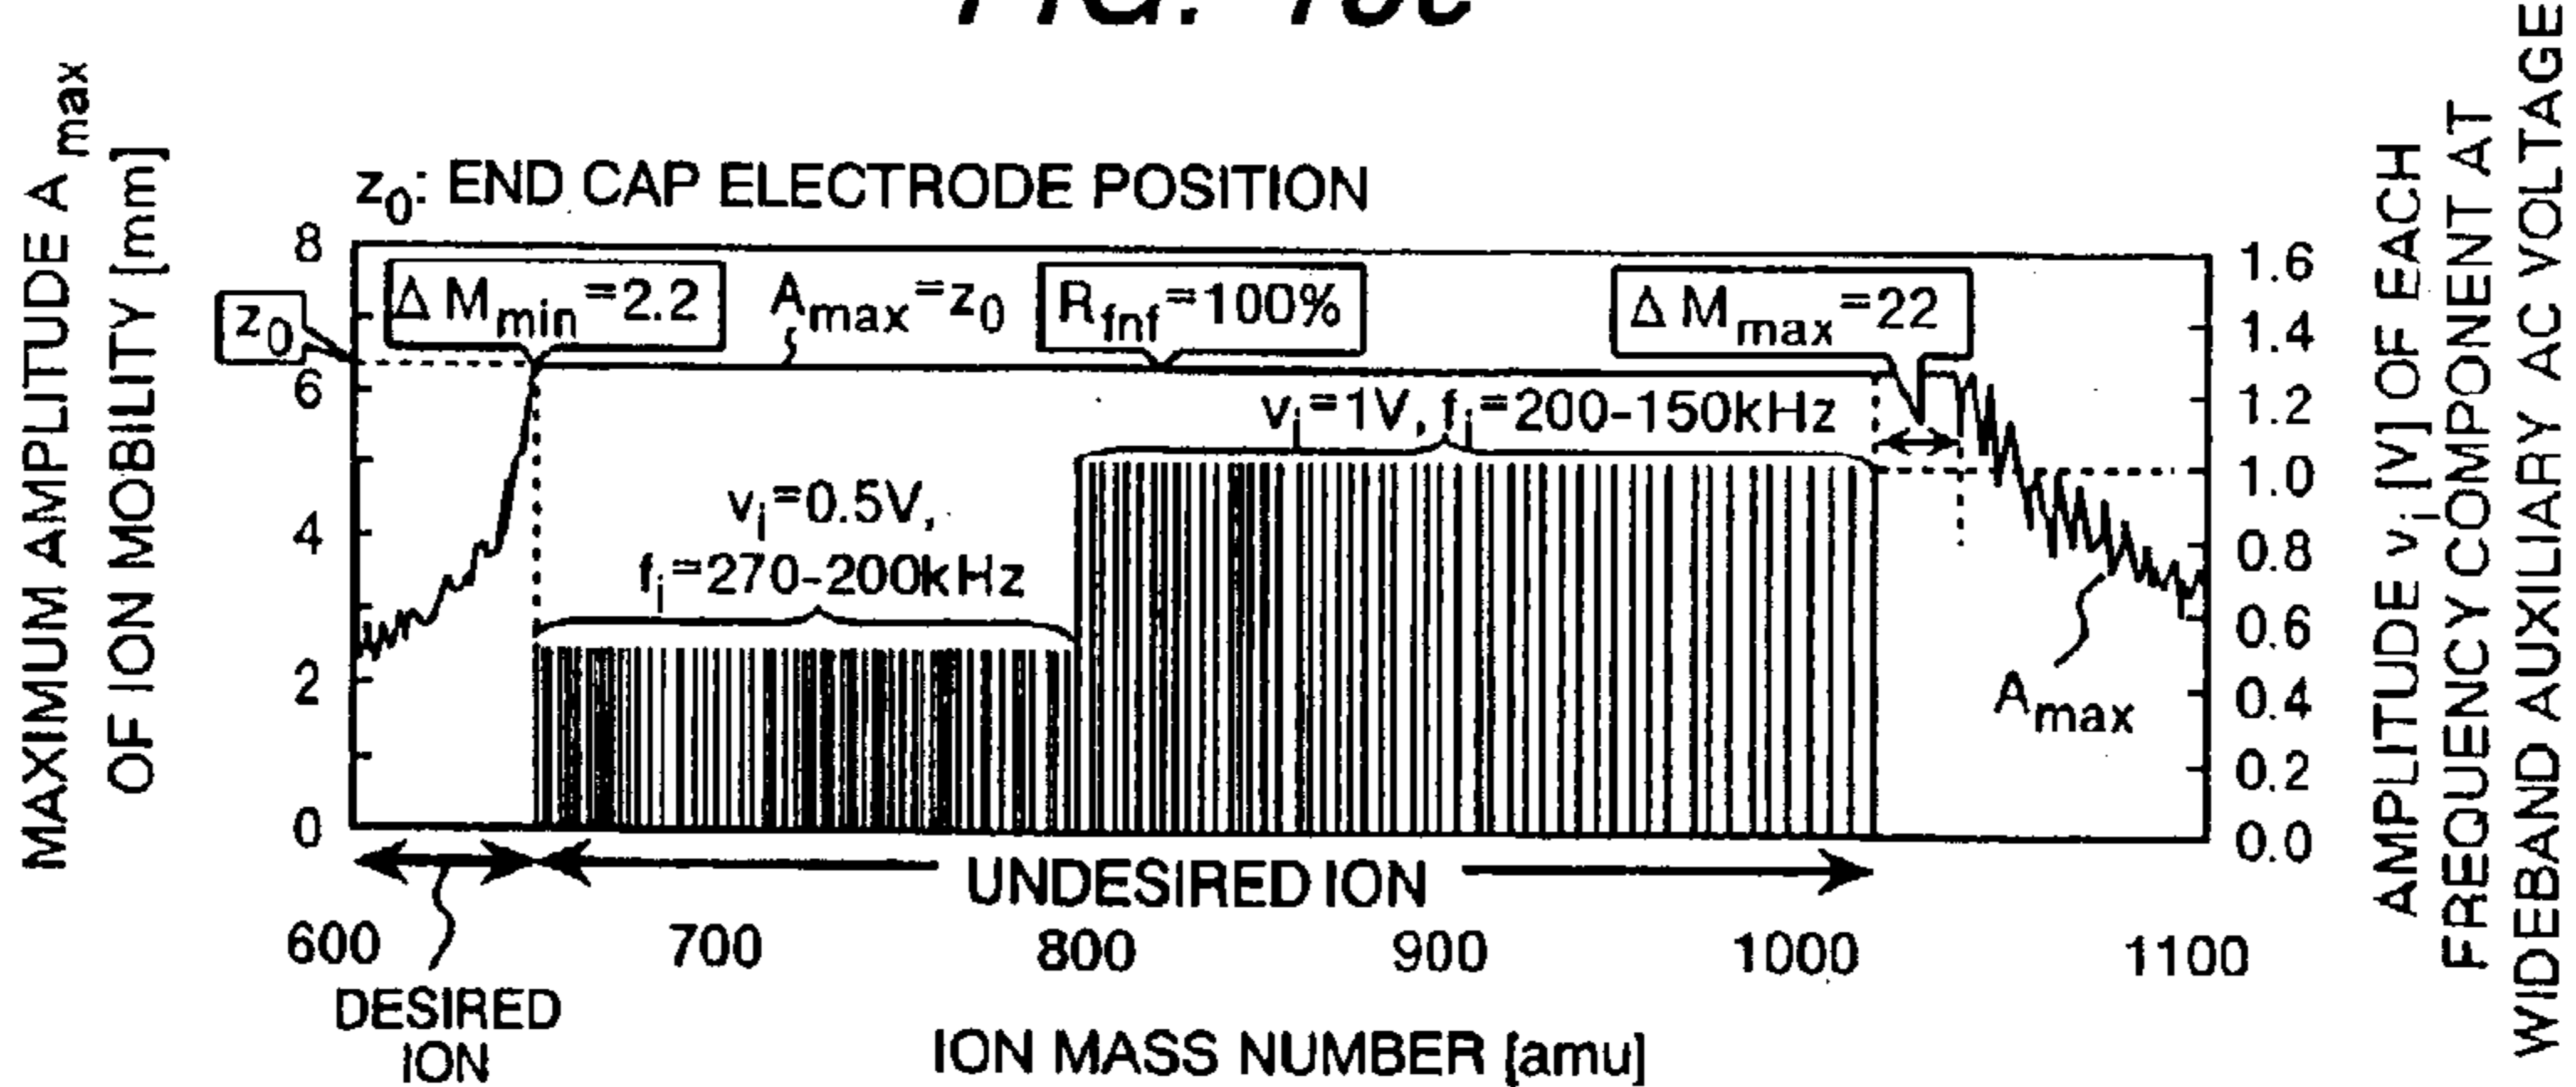 MAXIMUM AMPLITUDE A max
OF ION MOBILITY [mm]
z0: END CAP ELECTRODE POSITION
8
6
4
2
0
z0
Δ Mmin=2.2
Amax=z0
Rfnf=100%
Δ Mmax=22
vi=1V, fi=200-150kHz
vi=0.5V,
fi=270-200kHz
Amax
1.6
1.4
1.2
1.0
0.8
0.6
0.4
0.2
0.0
AMPLITUDE vi [V] OF EACH
FREQUENCY COMPONENT AT
WIDEBAND AUXILIARY AC VOLTAGE
UNDESIRED ION
600 700 800 900 1000 1100
DESIRED
ION
ION MASS NUMBER [amu]